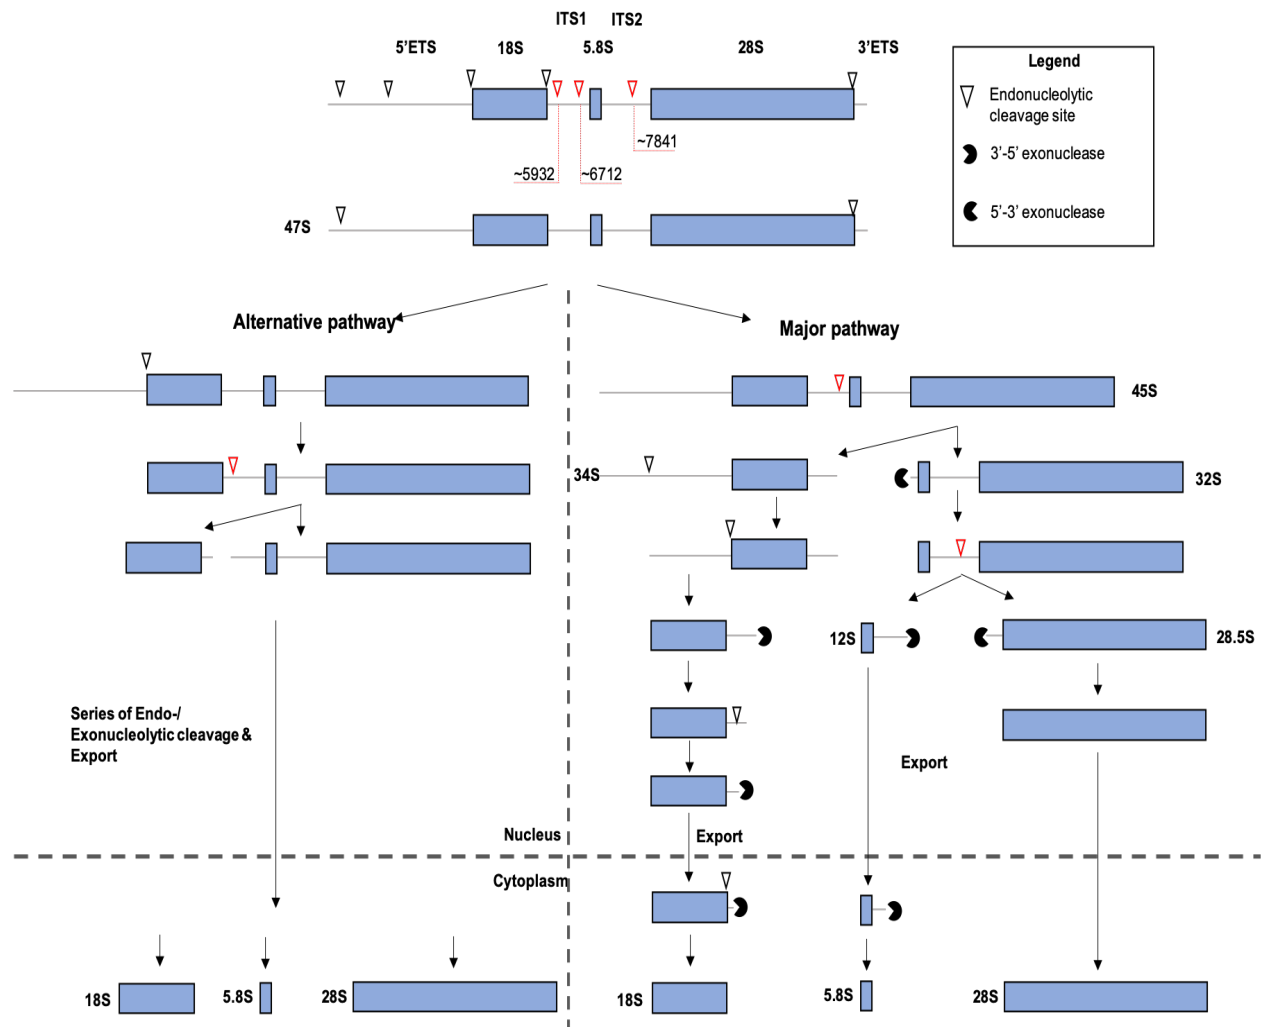 ITS1 ITS2
5'ETS 18S 5.8S 28S 3'ETS
~7841
~5932 ~6712
47S
Legend
Endonucleolytic
cleavage site
3'-5' exonuclease
5'-3' exonuclease
Alternative pathway
Major pathway
45S
34S
32S
12S
28.5S
Series of Endo-/
Exonucleolytic cleavage &
Export
Export
Nucleus
Export
Cytoplasm
18S 5.8S 28S
18S 5.8S 28S